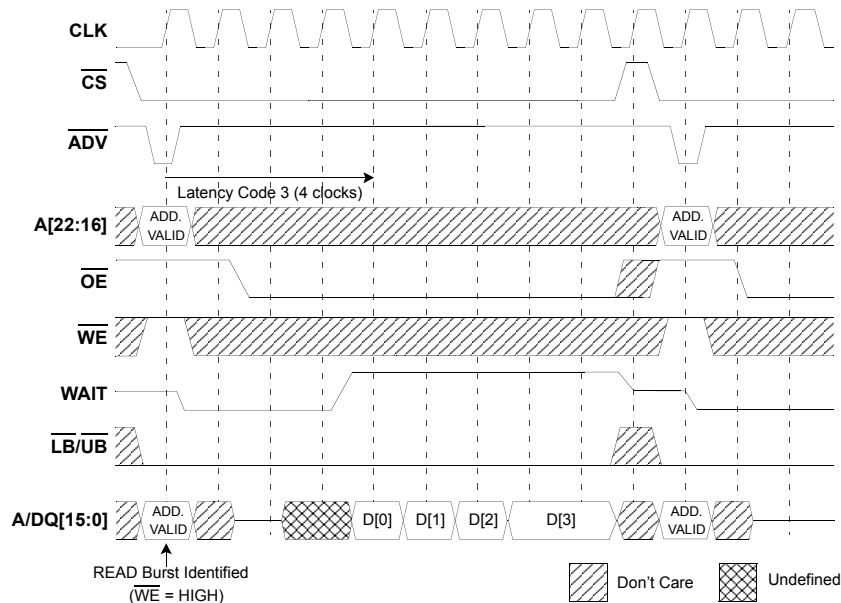 CLK
CS
ADV
Latency Code 3 (4 clocks)
A[22:16]
ADD.
VALID
ADD.
VALID
OE
WE
WAIT
LB/UB
A/DQ[15:0]
ADD.
VALID
D[0]
D[1]
D[2]
D[3]
ADD.
VALID
READ Burst Identified
(WE = HIGH)
Don't Care
Undefined